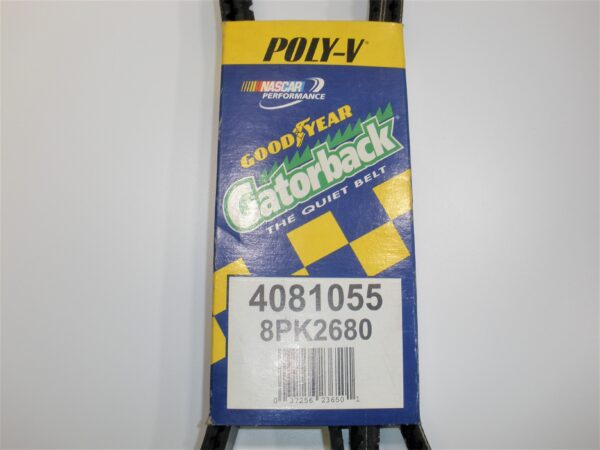 POLY-V®
NASCAR
PERFORMANCE
GOODYEAR
Gatorback
THE QUIET BELT
4081055
8PK2680
0 37256 23650 1